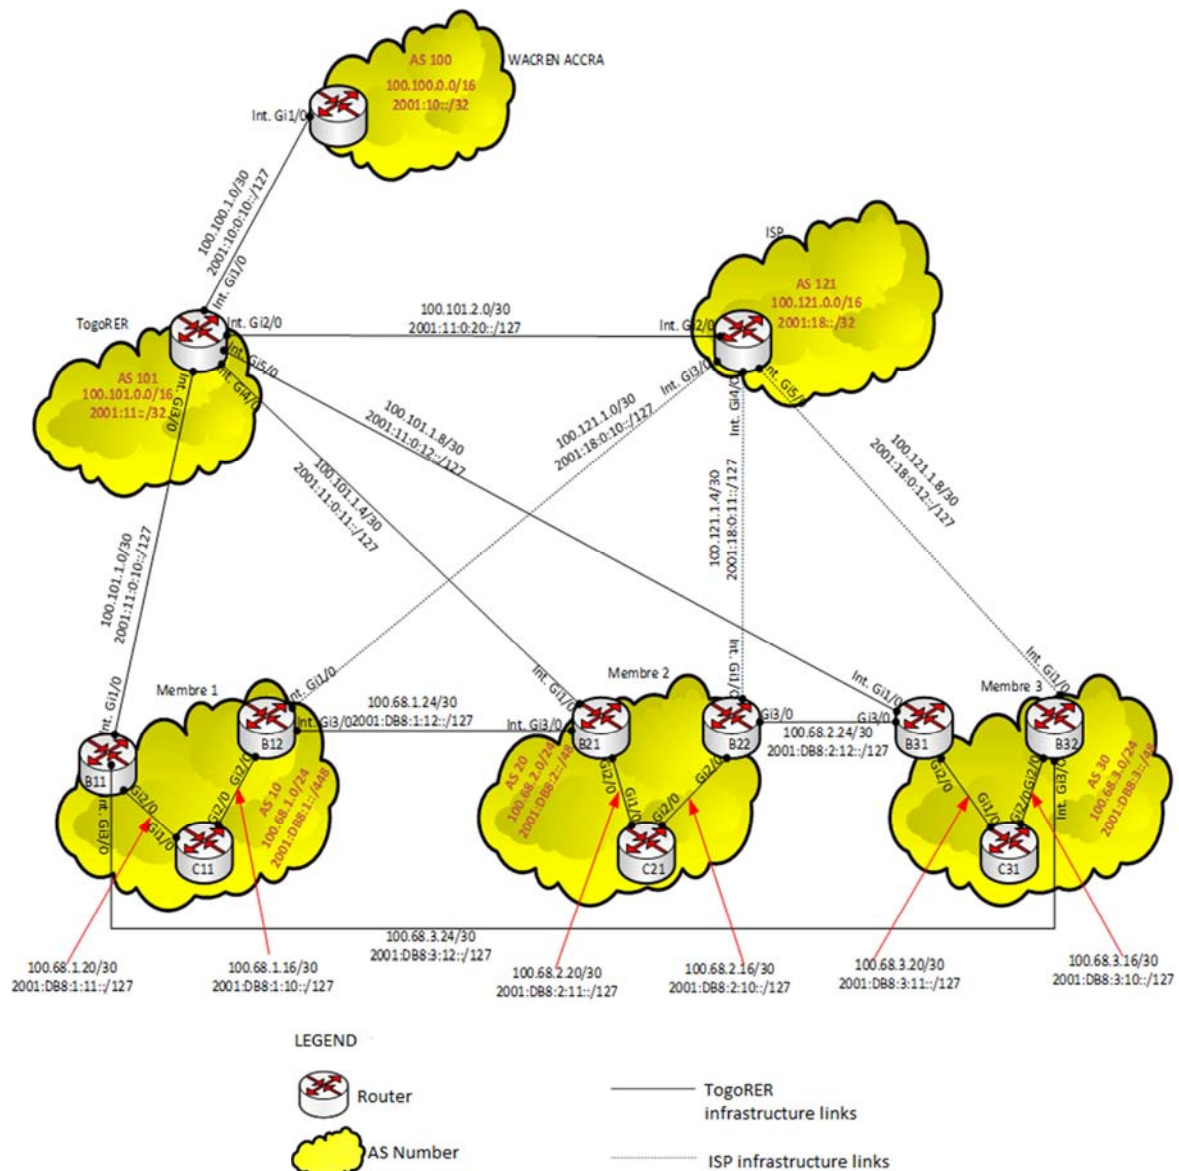 AS 100
WACREN ACCRA
100.100.0.0/16
2001:10::/32
Int. Gi1/0
100.100.1.0/30
2001:10:0:10::/127
Int. Gi1/0
TogoRER
Int. Gi2/0
100.101.2.0/30
2001:11:0:20::/127
Int. Gi2/0
ISP
AS 121
100.121.0.0/16
2001:18::/32
AS 101
100.101.0.0/16
2001:11::/32
Int. Gi5/0
Int. Gi4/0
Int. Gi3/0
Int. Gi3/0
Int. Gi4/0
Int. Gi5/
100.101.1.8/30
2001:11:0:12::/127
100.121.1.0/30
2001:18:0:10::/127
100.101.1.4/30
2001:11:0:11::/127
100.121.1.4/30
2001:18:0:11::/127
100.121.1.8/30
2001:18:0:12::/127
100.101.1.0/30
2001:11:0:10::/127
Int. Gi1/0
Membre 1
Int. Gi1/0
Int. Gi3/0
100.68.1.24/30
2001:DB8:1:12::/127
Int. Gi3/0
Int. Gi1/0
Membre 2
Int. Gi1/0
Gi3/0
100.68.2.24/30
2001:DB8:2:12::/127
Gi3/0
Int. Gi1/0
Membre 3
Int. Gi1/0
B11
B12
B21
B22
B31
B32
Int. Gi3/0
Gi2/0
Gi1/0
Gi2/0
Gi2/0
AS 10
100.68.1.0/24
2001:DB8:1::/448
AS 20
100.68.2.0/24
2001:DB8:2::/48
Gi2/0
Gi1/0
Gi2/0
Gi2/0
Gi2/0
Gi1/0
Gi2/0
Gi2/0
Int. Gi3/0
AS 30
100.68.3.0/24
2001:DB8:3::/48
C11
C21
C31
100.68.3.24/30
2001:DB8:3:12::/127
100.68.1.20/30
2001:DB8:1:11::/127
100.68.1.16/30
2001:DB8:1:10::/127
100.68.2.20/30
2001:DB8:2:11::/127
100.68.2.16/30
2001:DB8:2:10::/127
100.68.3.20/30
2001:DB8:3:11::/127
100.68.3.16/30
2001:DB8:3:10::/127
LEGEND
Router
TogoRER
infrastructure links
AS Number
ISP infrastructure links